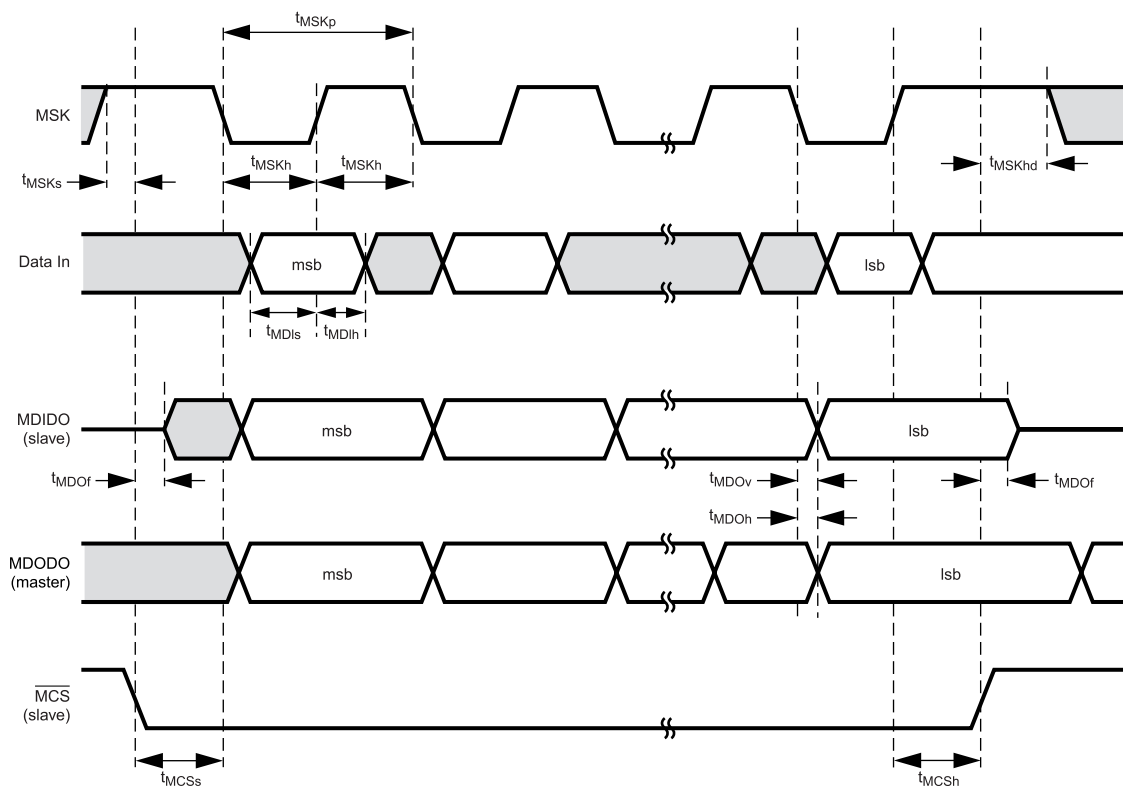 tMSKp
MSK
tMSKh
tMSKh
tMSKs
tMSKhd
Data In
msb
lsb
tMDIs
tMDIh
MDIDO
(slave)
msb
lsb
tMDOf
tMDOv
tMDOf
tMDOh
MDODO
(master)
msb
lsb
MCS
(slave)
tMCSs
tMCSh